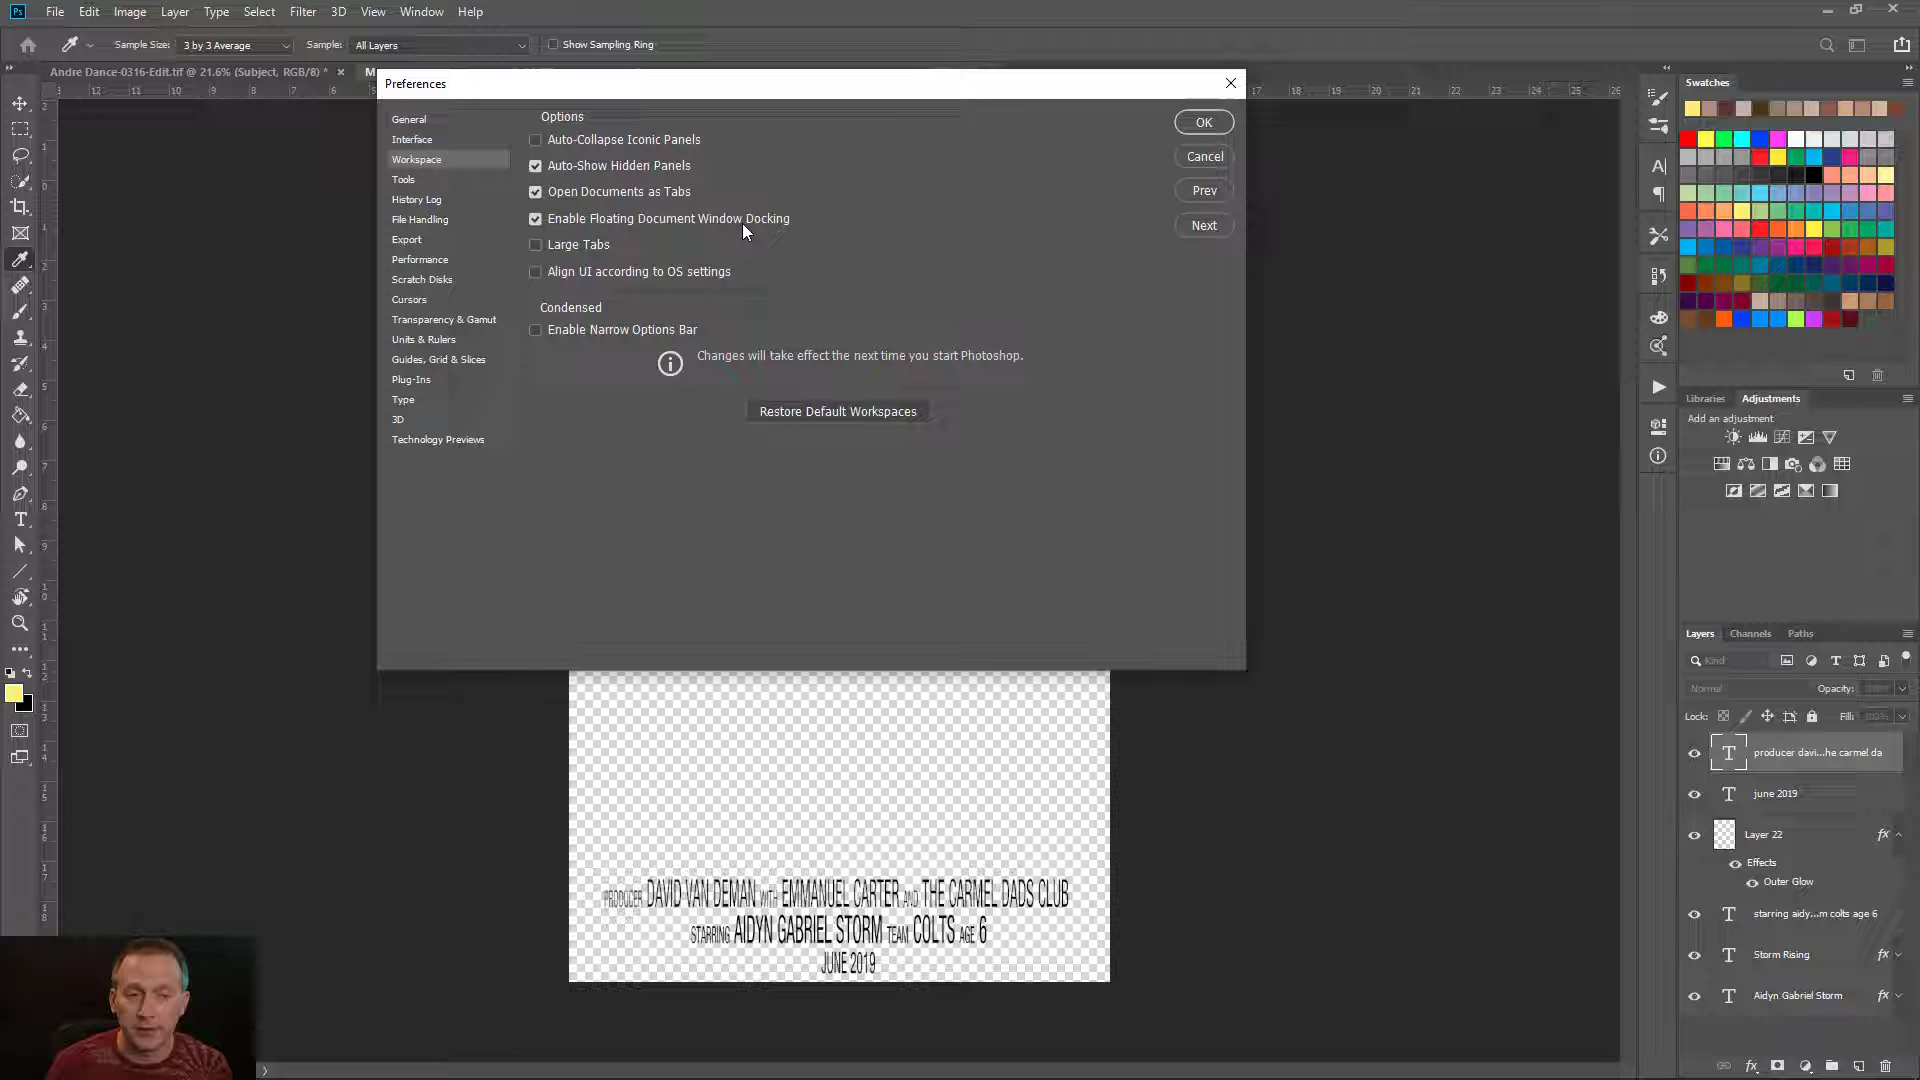 Ps File Edit Image Layer Type Select Filter 3D View Window Help
Sample Size: 3 by 3 Average Sample: All Layers Show Sampling Ring
Andre Dance-0316-Edit.tif @ 21.6% (Subject, RGB/8) *
Preferences
General
Interface
Workspace
Tools
History Log
File Handling
Export
Performance
Scratch Disks
Cursors
Transparency & Gamut
Units & Rulers
Guides, Grid & Slices
Plug-Ins
Type
3D
Technology Previews
Options
Auto-Collapse Iconic Panels
Auto-Show Hidden Panels
Open Documents as Tabs
Enable Floating Document Window Docking
Large Tabs
Align UI according to OS settings
Condensed
Enable Narrow Options Bar
Changes will take effect the next time you start Photoshop.
Restore Default Workspaces
OK
Cancel
Prev
Next
PRODUCER DAVID VAN DEMAN WITH EMMANUEL CARTER AND THE CARMEL DADS CLUB
STARRING AIDYN GABRIEL STORM TEAM COLTS AGE 6
JUNE 2019
Swatches
Libraries Adjustments
Add an adjustment
Layers Channels Paths
Kind
Normal Opacity:
Lock: Fill: 100%
producer davi...he carmel da
june 2019
Layer 22 fx
Effects
Outer Glow
starring aidy...m colts age 6
Storm Rising fx
Aidyn Gabriel Storm fx